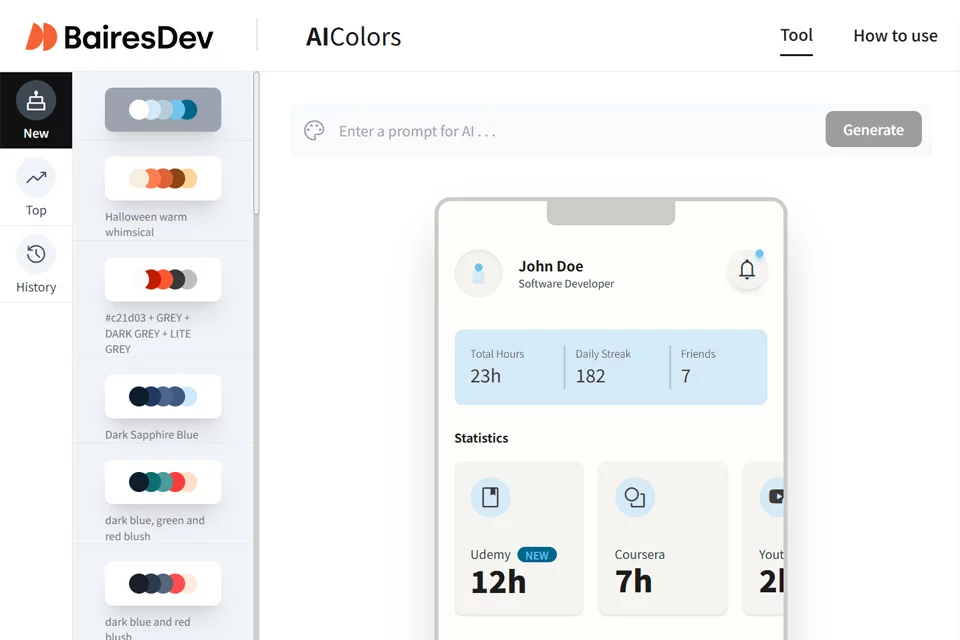 BairesDev
AIColors
Tool
How to use
New
Top
History
Halloween warm
whimsical
#c21d03 + GREY +
DARK GREY + LITE
GREY
Dark Sapphire Blue
dark blue, green and
red blush
dark blue and red
blush
Enter a prompt for AI . . .
Generate
John Doe
Software Developer
Total Hours
23h
Daily Streak
182
Friends
7
Statistics
Udemy NEW
12h
Coursera
7h
Yout